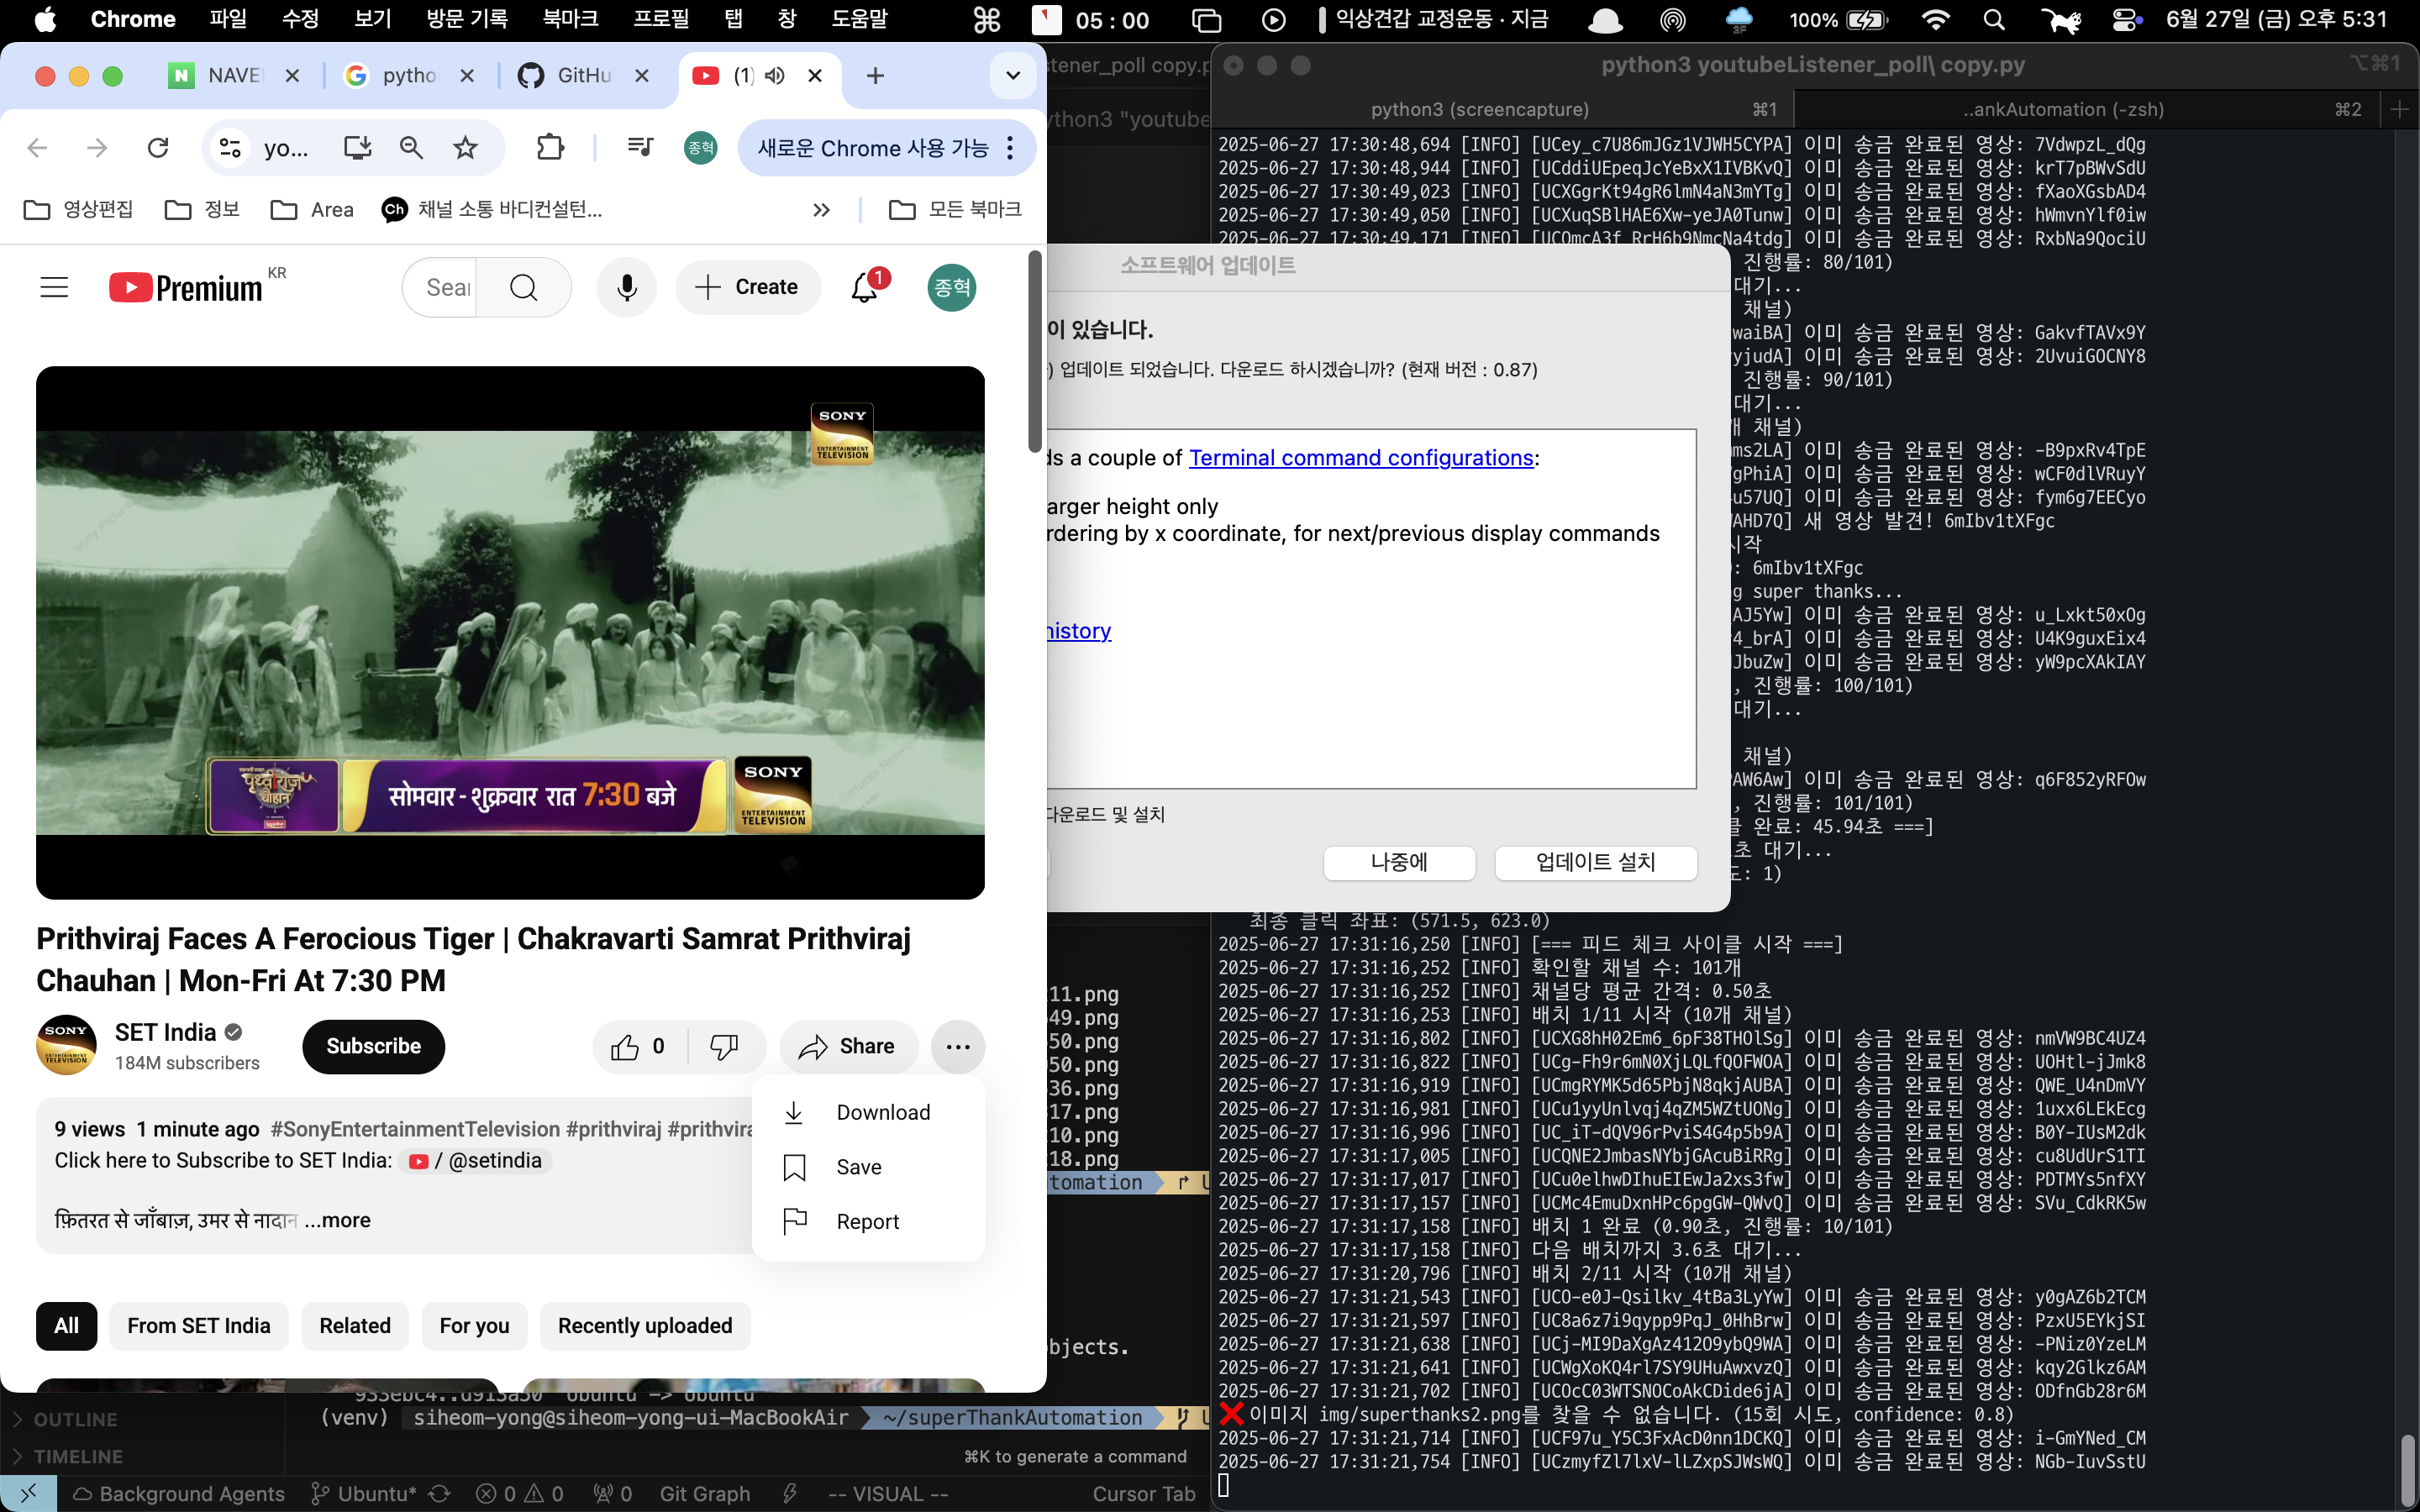 Chrome 파일 수정 보기 방문 기록 북마크 프로필 탭 창 도움말 05 : 00 익상견갑 교정운동 · 지금 100% 6월 27일 (금) 오후 5:31
NAVE pytho GitHu (1)
yo... 종혁 새로운 Chrome 사용 가능
영상편집 정보 Area 채널 소통 바디컨설턴... 모든 북마크
Premium KR Sear Create 1 종혁
SONY
ENTERTAINMENT
TELEVISION
पृथ्वीराज
चौहान
सोमवार - शुक्रवार रात 7:30 बजे
SONY
ENTERTAINMENT
TELEVISION
Prithviraj Faces A Ferocious Tiger | Chakravarti Samrat Prithviraj
Chauhan | Mon-Fri At 7:30 PM
SONY
SET India
184M subscribers
Subscribe
0
Share
Download
Save
Report
9 views 1 minute ago #SonyEntertainmentTelevision #prithviraj #prithvira
Click here to Subscribe to SET India: / @setindia
फ़ितरत से जाँबाज़, उमर से नादान ...more
All From SET India Related For you Recently uploaded
stener_poll copy.p
ython3 "youtube
소프트웨어 업데이트
이 있습니다.
) 업데이트 되었습니다. 다운로드 하시겠습니까? (현재 버전 : 0.87)
ds a couple of Terminal command configurations:
arger height only
rdering by x coordinate, for next/previous display commands
history
다운로드 및 설치
나중에 업데이트 설치
11.png
49.png
50.png
50.png
36.png
17.png
10.png
18.png
tomation
bjects.
933ebc4..d913a50 Ubuntu -> Ubuntu
(venv) siheom-yong@siheom-yong-ui-MacBookAir ~/superThankAutomation
⌘K to generate a command
OUTLINE
TIMELINE
Background Agents Ubuntu* 0 0 0 Git Graph -- VISUAL -- Cursor Tab
python3 youtubeListener_poll\ copy.py ⌥⌘1
python3 (screencapture) ⌘1 ..ankAutomation (-zsh) ⌘2
2025-06-27 17:30:48,694 [INFO] [UCey_c7U86mJGz1VJWH5CYPA] 이미 송금 완료된 영상: 7VdwpzL_dQg
2025-06-27 17:30:48,944 [INFO] [UCddiUEpeqJcYeBxX1IVBKvQ] 이미 송금 완료된 영상: krT7pBWvSdU
2025-06-27 17:30:49,023 [INFO] [UCXGgrKt94gR6lmN4aN3mYTg] 이미 송금 완료된 영상: fXaoXGsbAD4
2025-06-27 17:30:49,050 [INFO] [UCXuqSBlHAE6Xw-yeJA0Tunw] 이미 송금 완료된 영상: hWmvnYlf0iw
2025-06-27 17:30:49,171 [INFO] [UCOmcA3f_RrH6b9NmcNa4tdg] 이미 송금 완료된 영상: RxbNa9QociU
진행률: 80/101)
대기...
채널)
waiBA] 이미 송금 완료된 영상: GakvfTAVx9Y
yjudA] 이미 송금 완료된 영상: 2UvuiGOCNY8
진행률: 90/101)
대기...
개 채널)
ms2LA] 이미 송금 완료된 영상: -B9pxRv4TpE
gPhiA] 이미 송금 완료된 영상: wCF0dlVRuyY
u57UQ] 이미 송금 완료된 영상: fym6g7EECyo
AHD7Q] 새 영상 발견! 6mIbv1tXFgc
시작
: 6mIbv1tXFgc
g super thanks...
AJ5Yw] 이미 송금 완료된 영상: u_Lxkt50xOg
4_brA] 이미 송금 완료된 영상: U4K9guxEix4
JbuZw] 이미 송금 완료된 영상: yW9pcXAkIAY
, 진행률: 100/101)
대기...
채널)
AW6Aw] 이미 송금 완료된 영상: q6F852yRFOw
, 진행률: 101/101)
클 완료: 45.94초 ===]
초 대기...
도: 1)
최종 클릭 좌표: (571.5, 623.0)
2025-06-27 17:31:16,250 [INFO] [=== 피드 체크 사이클 시작 ===]
2025-06-27 17:31:16,252 [INFO] 확인할 채널 수: 101개
2025-06-27 17:31:16,252 [INFO] 채널당 평균 간격: 0.50초
2025-06-27 17:31:16,253 [INFO] 배치 1/11 시작 (10개 채널)
2025-06-27 17:31:16,802 [INFO] [UCXG8hH02Em6_6pF38THOlSg] 이미 송금 완료된 영상: nmVW9BC4UZ4
2025-06-27 17:31:16,822 [INFO] [UCg-Fh9r6mN0XjLQLfQOFWOA] 이미 송금 완료된 영상: UOHtl-jJmk8
2025-06-27 17:31:16,919 [INFO] [UCmgRYMK5d65PbjN8qkjAUBA] 이미 송금 완료된 영상: QWE_U4nDmVY
2025-06-27 17:31:16,981 [INFO] [UCu1yyUnlvqj4qZM5WZtUONg] 이미 송금 완료된 영상: 1uxx6LEkEcg
2025-06-27 17:31:16,996 [INFO] [UC_iT-dQV96rPviS4G4p5b9A] 이미 송금 완료된 영상: B0Y-IUsM2dk
2025-06-27 17:31:17,005 [INFO] [UCQNE2JmbasNYbjGAcuBiRRg] 이미 송금 완료된 영상: cu8UdUrS1TI
2025-06-27 17:31:17,017 [INFO] [UCu0elhwDIhuEIEwJa2xs3fw] 이미 송금 완료된 영상: PDTMYs5nfXY
2025-06-27 17:31:17,157 [INFO] [UCMc4EmuDxnHPc6pgGW-QWvQ] 이미 송금 완료된 영상: SVu_CdkRK5w
2025-06-27 17:31:17,158 [INFO] 배치 1 완료 (0.90초, 진행률: 10/101)
2025-06-27 17:31:17,158 [INFO] 다음 배치까지 3.6초 대기...
2025-06-27 17:31:20,796 [INFO] 배치 2/11 시작 (10개 채널)
2025-06-27 17:31:21,543 [INFO] [UCO-e0J-Qsilkv_4tBa3LyYw] 이미 송금 완료된 영상: y0gAZ6b2TCM
2025-06-27 17:31:21,597 [INFO] [UC8a6z7i9qypp9PqJ_0HhBrw] 이미 송금 완료된 영상: PzxU5EYkjSI
2025-06-27 17:31:21,638 [INFO] [UCj-MI9DaXgAz412O9ybQ9WA] 이미 송금 완료된 영상: -PNiz0YzeLM
2025-06-27 17:31:21,641 [INFO] [UCWgXoKQ4rl7SY9UHuAwxvzQ] 이미 송금 완료된 영상: kqy2Glkz6AM
2025-06-27 17:31:21,702 [INFO] [UCOcC03WTSNOCoAkCDide6jA] 이미 송금 완료된 영상: ODfnGb28r6M
❌이미지 img/superthanks2.png를 찾을 수 없습니다. (15회 시도, confidence: 0.8)
2025-06-27 17:31:21,714 [INFO] [UCF97u_Y5C3FxAcD0nn1DCKQ] 이미 송금 완료된 영상: i-GmYNed_CM
2025-06-27 17:31:21,754 [INFO] [UCzmyfZl7lxV-lLZxpSJWsWQ] 이미 송금 완료된 영상: NGb-IuvSstU